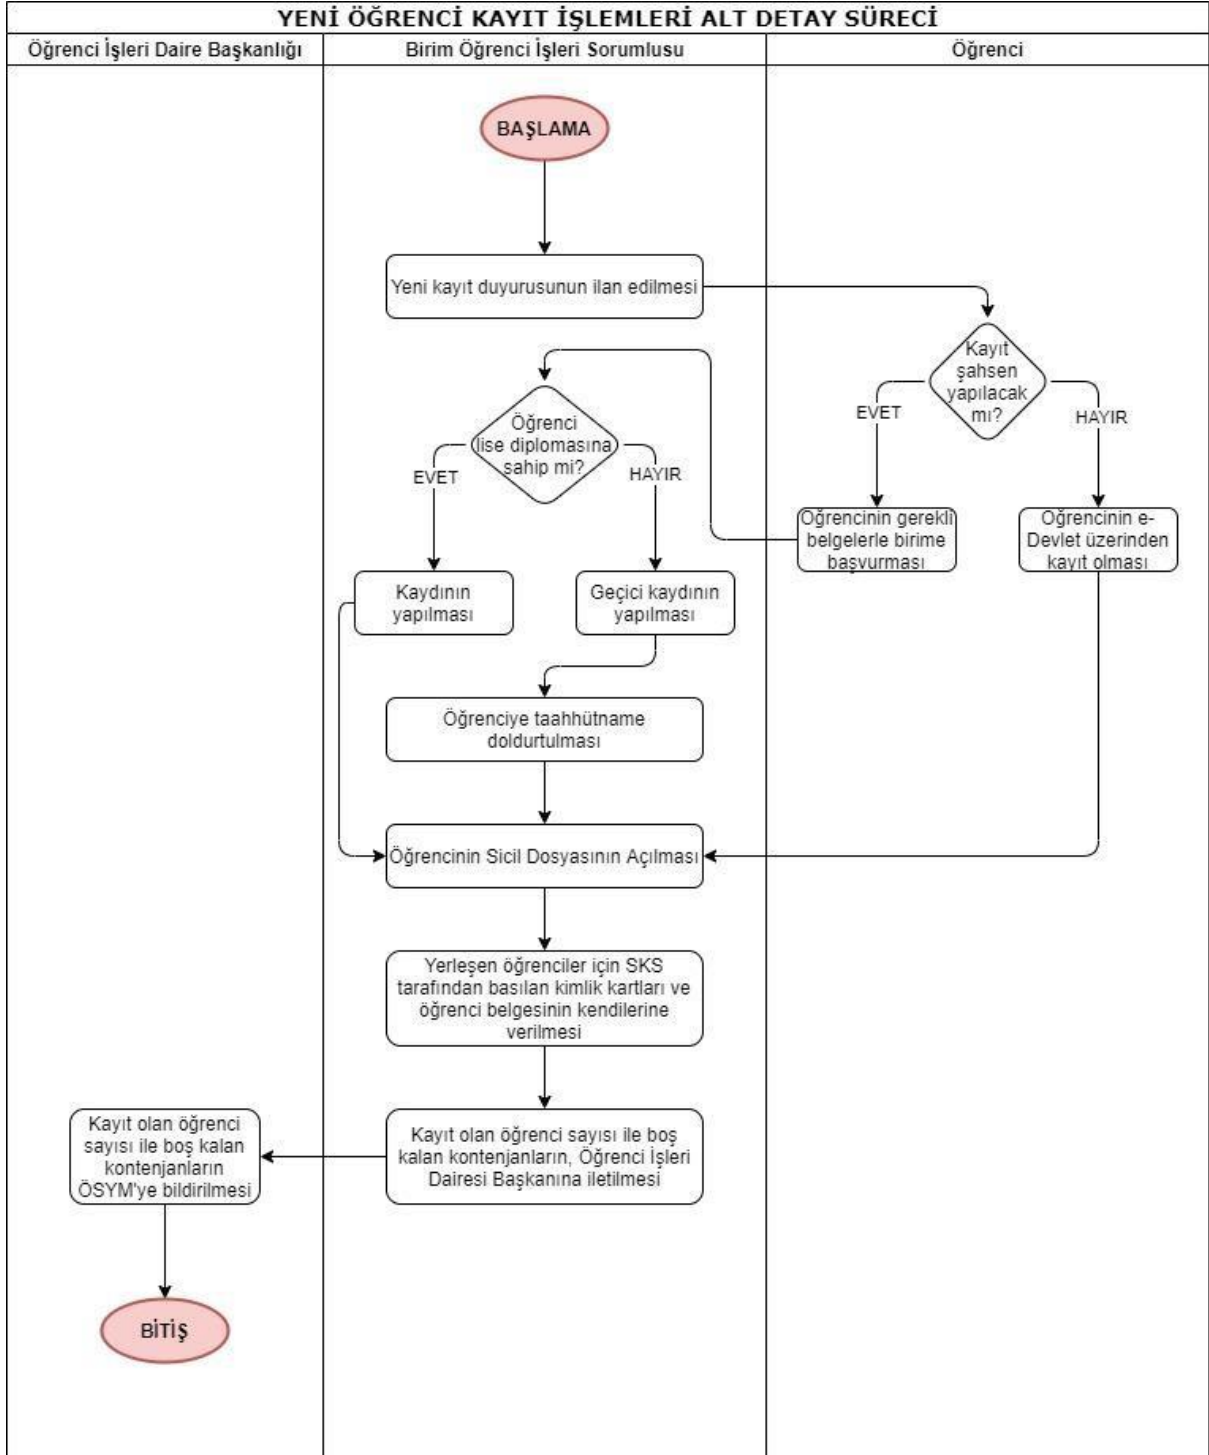 YENİ ÖĞRENCİ KAYIT İŞLEMLERİ ALT DETAY SÜRECİ
Öğrenci İşleri Daire Başkanlığı
Birim Öğrenci İşleri Sorumlusu
Öğrenci
BAŞLAMA
Yeni kayıt duyurusunun ilan edilmesi
Kayıt
şahsen
yapılacak
mı?
EVET
HAYIR
Öğrenci
lise diplomasına
sahip mi?
EVET
HAYIR
Öğrencinin gerekli
belgelerle birime
başvurması
Öğrencinin e-
Devlet üzerinden
kayıt olması
Kaydının
yapılması
Geçici kaydının
yapılması
Öğrenciye taahhütname
doldurtulması
Öğrencinin Sicil Dosyasının Açılması
Yerleşen öğrenciler için SKS
tarafından basılan kimlik kartları ve
öğrenci belgesinin kendilerine
verilmesi
Kayıt olan öğrenci sayısı ile boş
kalan kontenjanların, Öğrenci İşleri
Dairesi Başkanına iletilmesi
Kayıt olan öğrenci
sayısı ile boş kalan
kontenjanların
ÖSYM'ye bildirilmesi
BİTİŞ